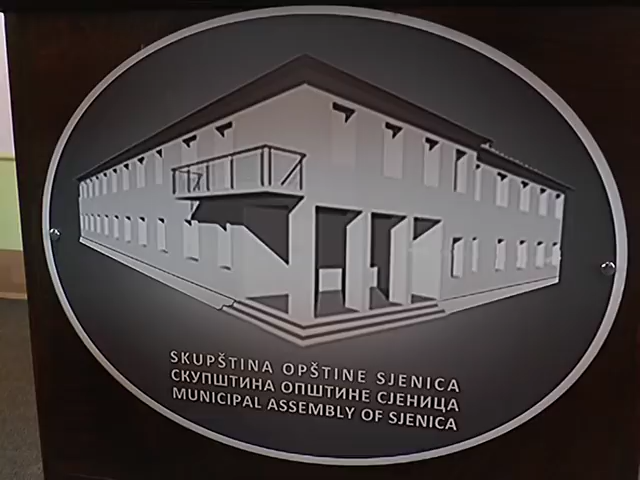 SKUPŠTINA OPŠTINE SJENICA
СКУПШТИНА ОПШТИНЕ СЈЕНИЦА
MUNICIPAL ASSEMBLY OF SJENICA